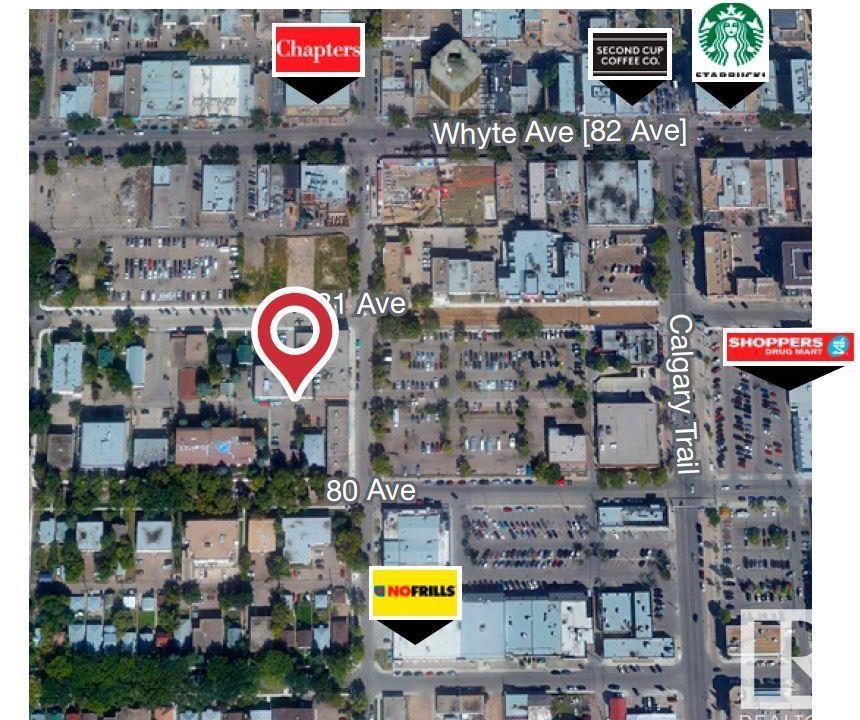 Chapters
SECOND CUP
COFFEE CO.
STARBUCKS
Whyte Ave [82 Ave]
81 Ave
Calgary Trail
SHOPPERS
DRUG MART
80 Ave
NOFRILLS
REALTOR